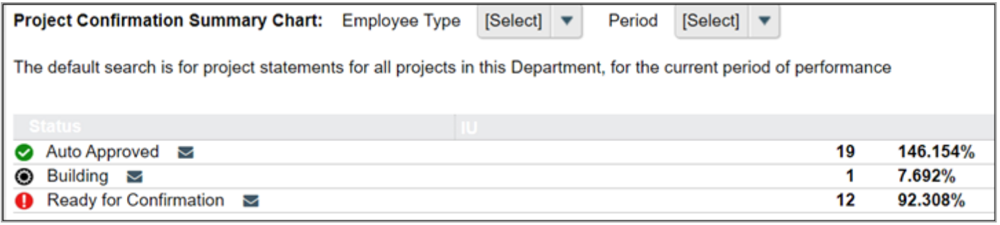 Project Confirmation Summary Chart: Employee Type [Select] Period [Select]
The default search is for project statements for all projects in this Department, for the current period of performance
Status IU
Auto Approved 19 146.154%
Building 1 7.692%
Ready for Confirmation 12 92.308%